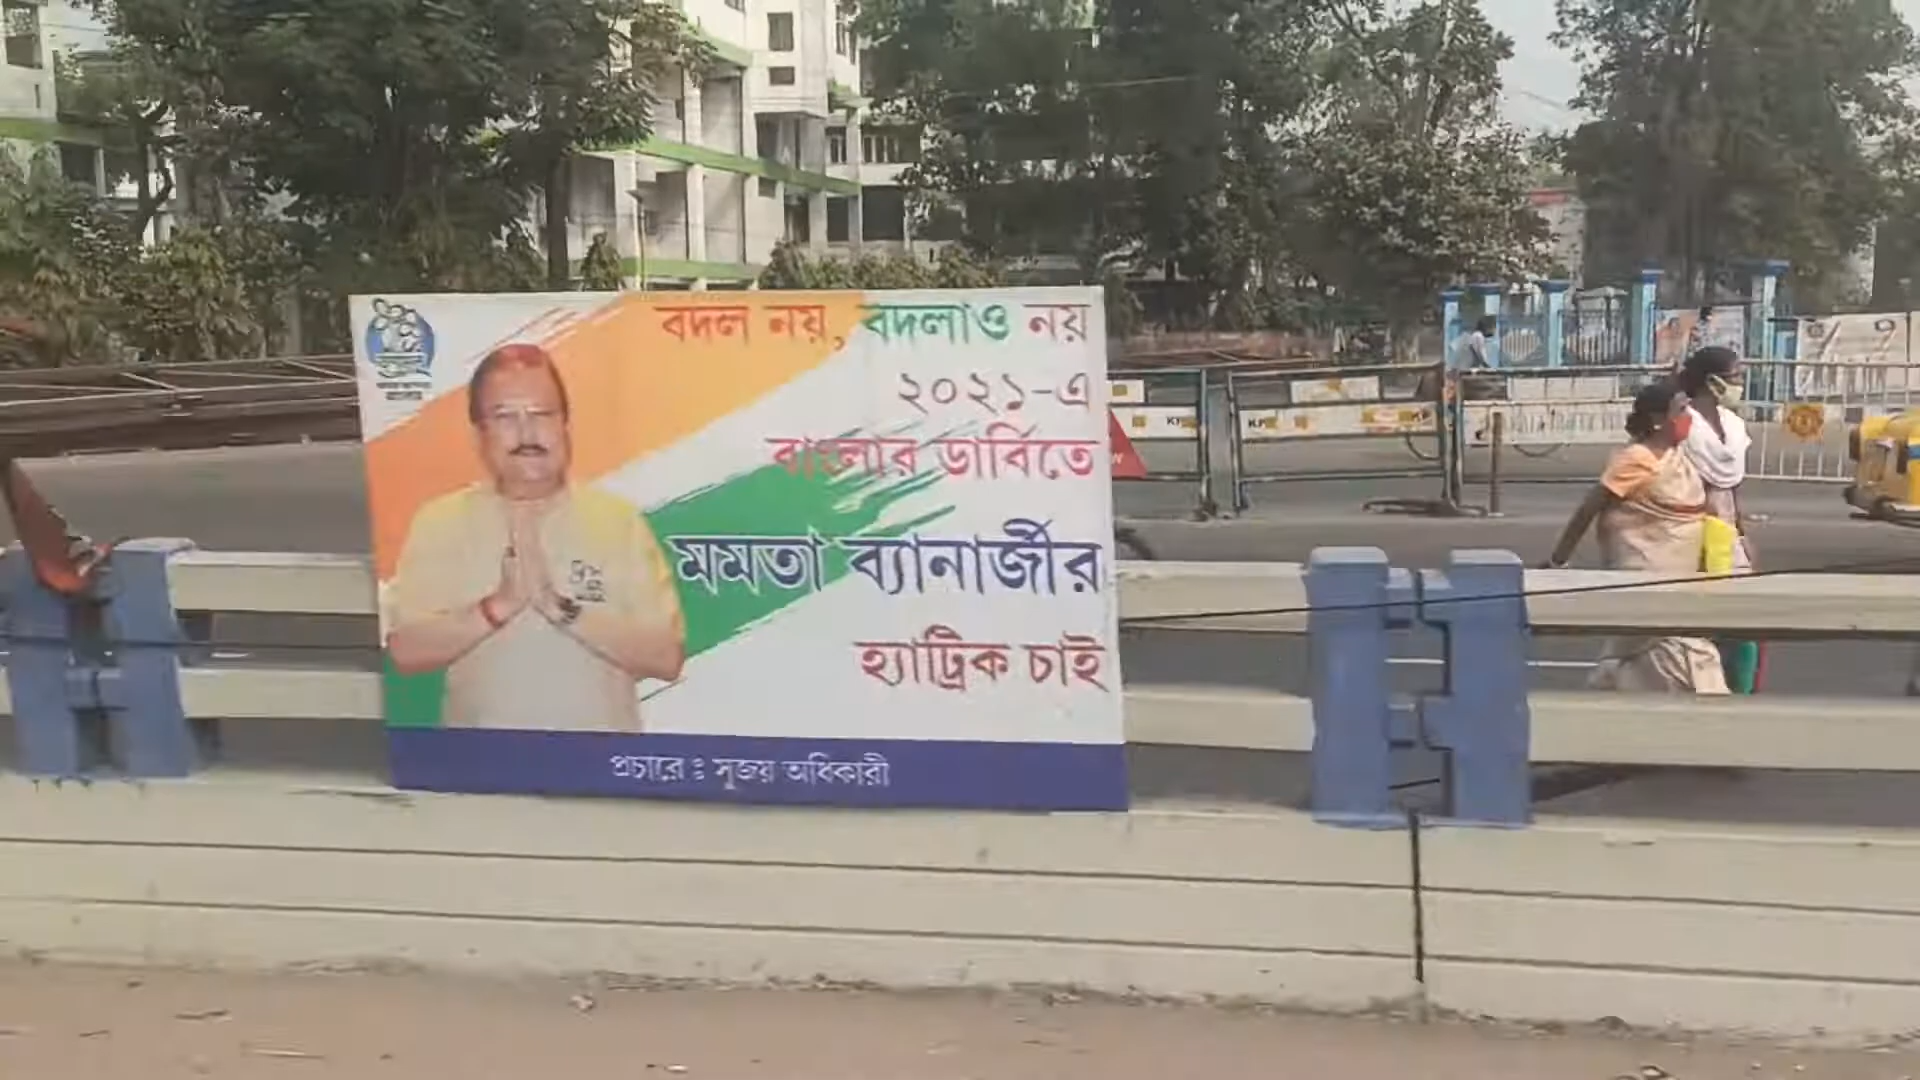 বদল নয়, বদলাও নয়
২০২১-এ
বাংলার ডার্বিতে
মমতা ব্যানার্জীর
হ্যাট্রিক চাই
প্রচারে ঃ সুজয় অধিকারী